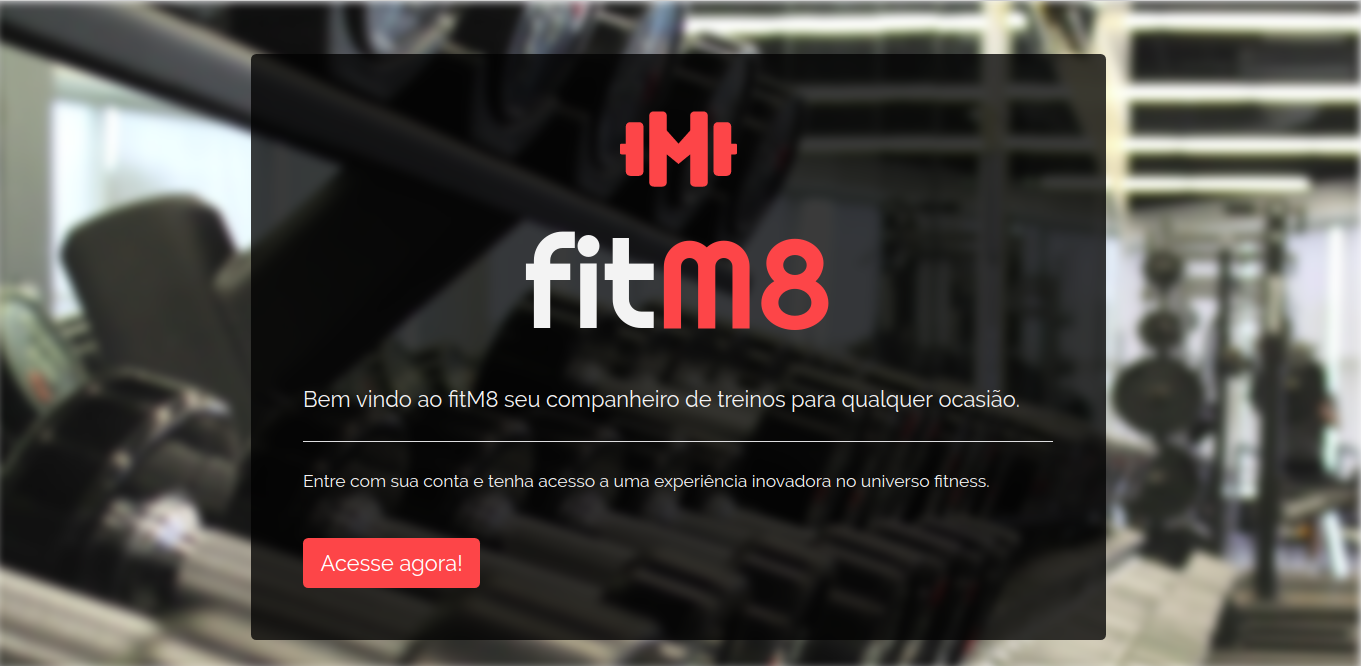 fitM8
Bem vindo ao fitM8 seu companheiro de treinos para qualquer ocasião.
Entre com sua conta e tenha acesso a uma experiência inovadora no universo fitness.
Acesse agora!